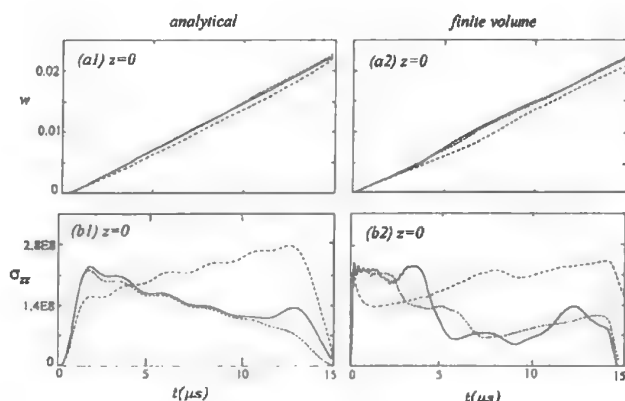 analytical finite volume
(a1) z=0 (a2) z=0
0.02
w
0.01
0
(b1) z=0 (b2) z=0
2.8E8
σzz
1.4E8
0
0 5 10 15 0 5 10 15
t(μs) t(μs)